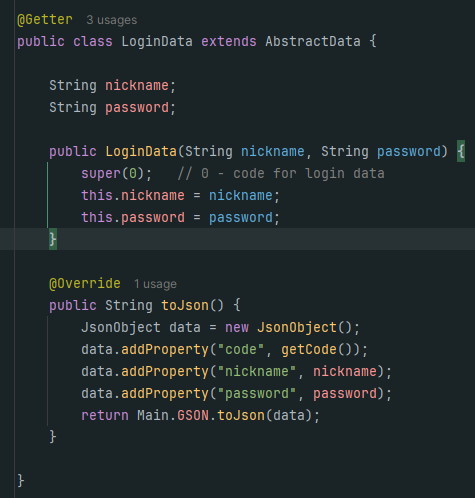 @Getter 3 usages
public class LoginData extends AbstractData {
String nickname;
String password;
public LoginData(String nickname, String password) {
super(0); // 0 - code for login data
this.nickname = nickname;
this.password = password;
}
@Override 1 usage
public String toJson() {
JsonObject data = new JsonObject();
data.addProperty("code", getCode());
data.addProperty("nickname", nickname);
data.addProperty("password", password);
return Main.GSON.toJson(data);
}
}